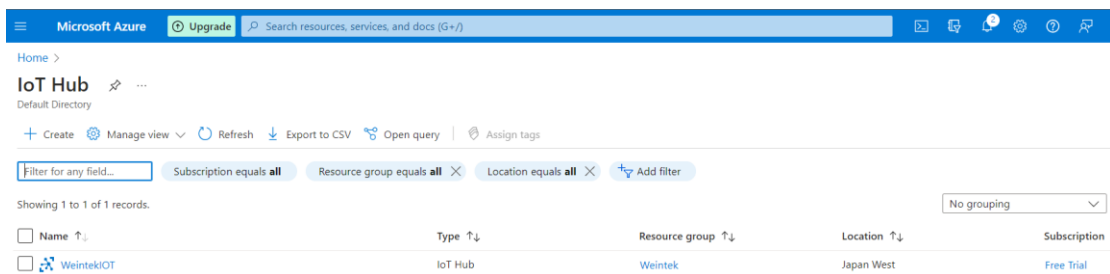 Microsoft Azure Upgrade Search resources, services, and docs (G+/) 2
Home >
IoT Hub ...
Default Directory
+ Create Manage view Refresh Export to CSV Open query Assign tags
Filter for any field... Subscription equals all Resource group equals all × Location equals all × Add filter
Showing 1 to 1 of 1 records. No grouping
Name ↑↓ Type ↑↓ Resource group ↑↓ Location ↑↓ Subscription
WeintekIOT IoT Hub Weintek Japan West Free Trial